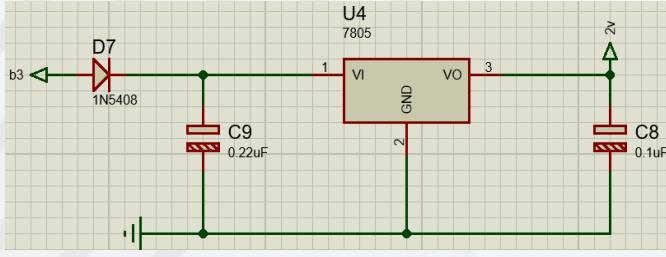 U4
7805
2v
D7
b3
1
VI
VO
3
1N5408
GND
2
C9
0.22uF
C8
0.1uF